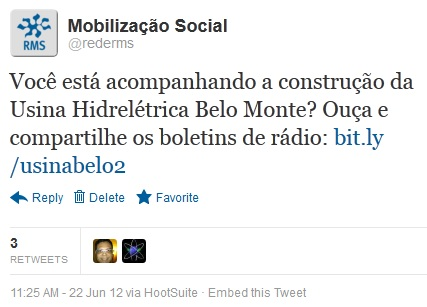 RMS
Mobilização Social
@rederms
Você está acompanhando a construção da
Usina Hidrelétrica Belo Monte? Ouça e
compartilhe os boletins de rádio: bit.ly
/usinabelo2
Reply Delete Favorite
3
RETWEETS
11:25 AM - 22 Jun 12 via HootSuite · Embed this Tweet